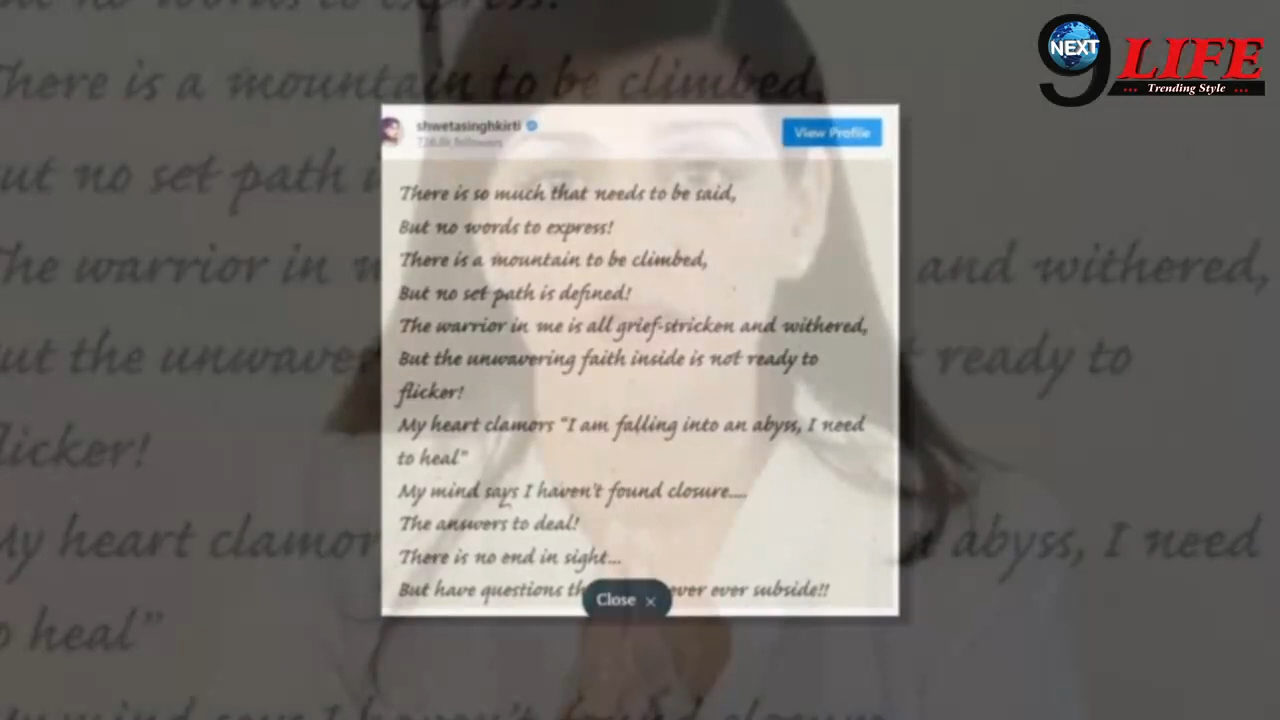 NEXT
9 LIFE
... Trending Style ...
shwetasinghkirti
View Profile
There is so much that needs to be said,
But no words to express!
There is a mountain to be climbed,
But no set path is defined!
The warrior in me is all grief-stricken and withered,
But the unwavering faith inside is not ready to
flicker!
My heart clamors “I am falling into an abyss, I need
to heal”
My mind says I haven't found closure....
The answers to deal!
There is no end in sight...
But have questions ever over subside!!
Close ×